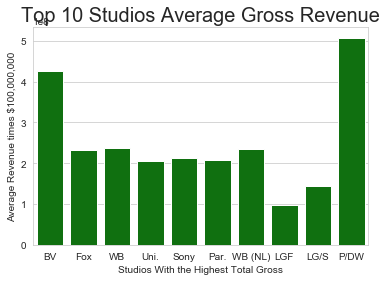 Top 10 Studios Average Gross Revenue
1e8
5
4
3
2
1
0
Average Revenue times $100,000,000
BV Fox WB Uni. Sony Par. WB (NL) LGF LG/S P/DW
Studios With the Highest Total Gross